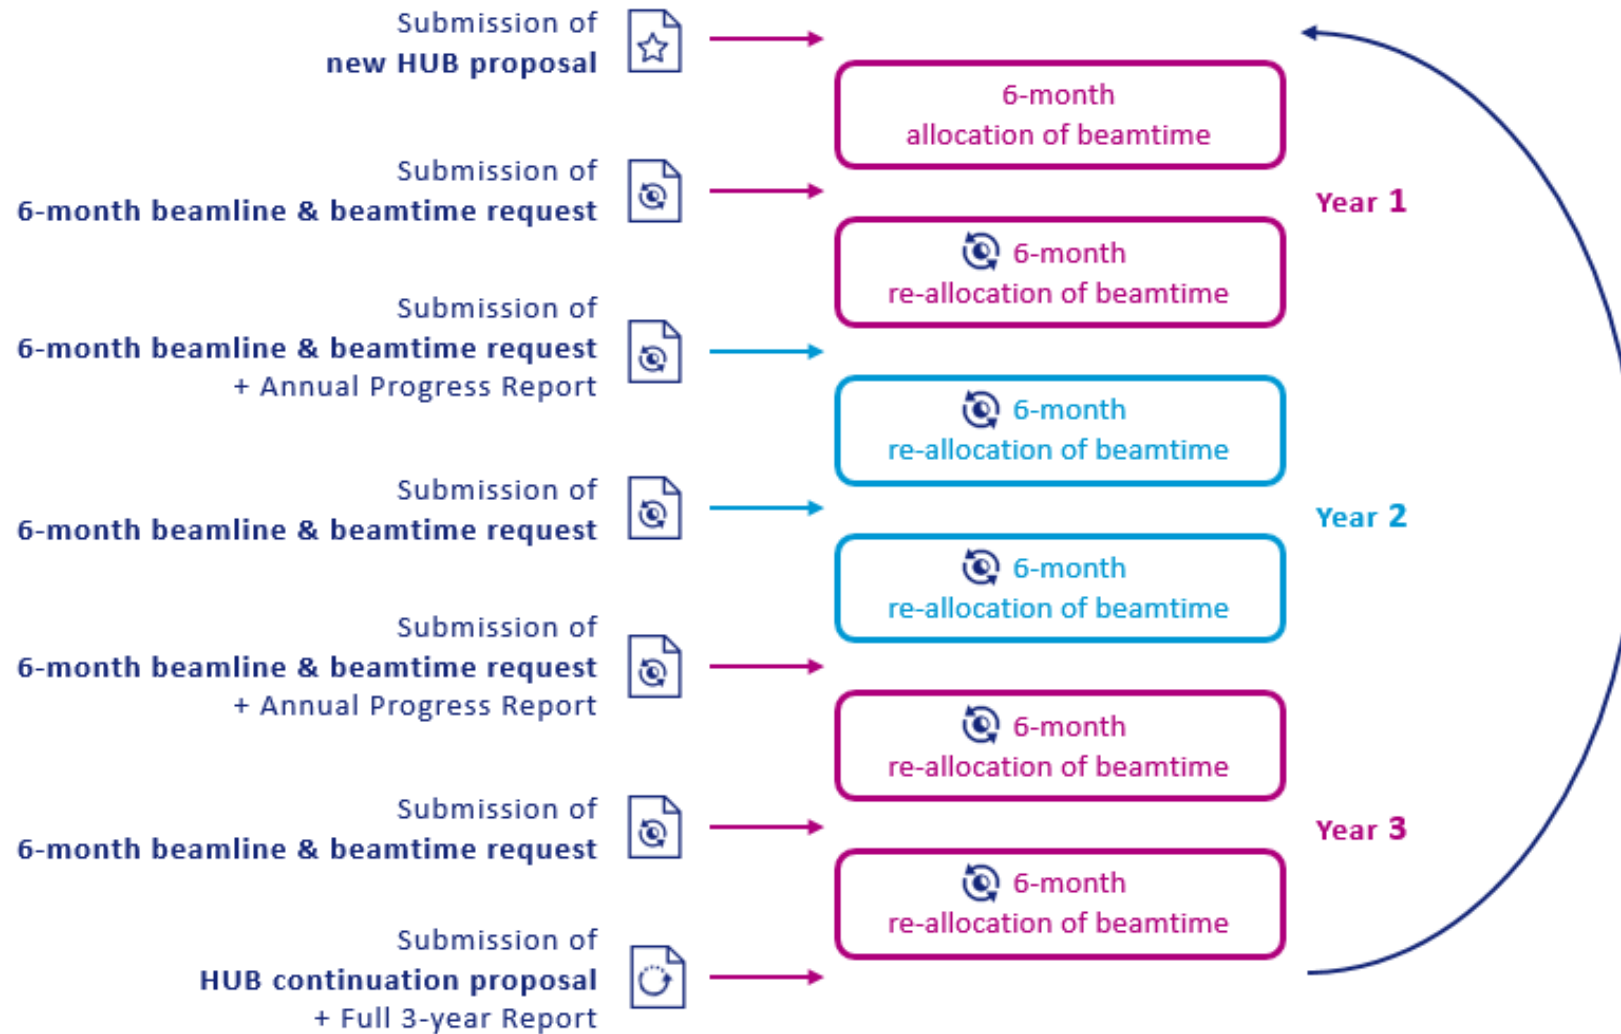 Submission of
new HUB proposal
6-month
allocation of beamtime
Submission of
6-month beamline & beamtime request
Year 1
6-month
re-allocation of beamtime
Submission of
6-month beamline & beamtime request
+ Annual Progress Report
6-month
re-allocation of beamtime
Submission of
6-month beamline & beamtime request
Year 2
6-month
re-allocation of beamtime
Submission of
6-month beamline & beamtime request
+ Annual Progress Report
6-month
re-allocation of beamtime
Submission of
6-month beamline & beamtime request
Year 3
6-month
re-allocation of beamtime
Submission of
HUB continuation proposal
+ Full 3-year Report